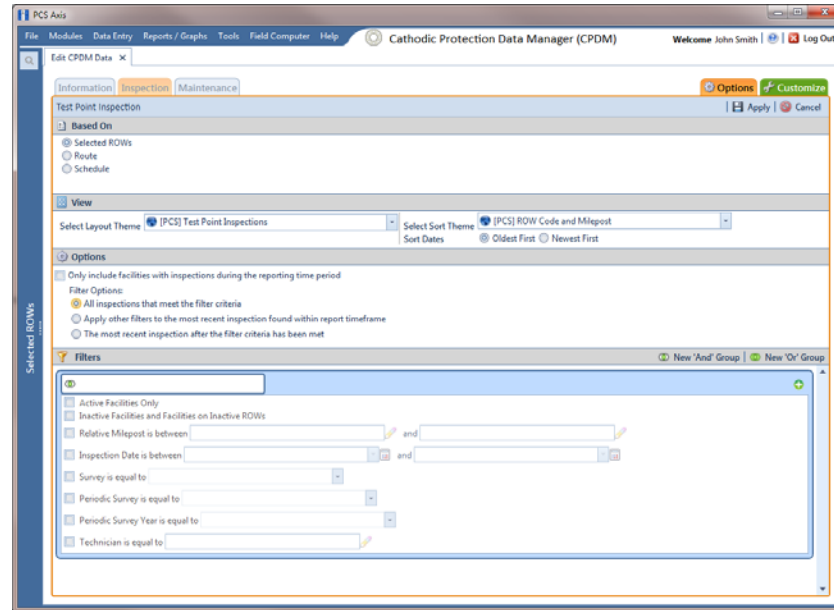 PCS Axis
File Modules Data Entry Reports / Graphs Tools Field Computer Help Cathodic Protection Data Manager (CPDM) Welcome John Smith | Log Out
Edit CPDM Data X
Information Inspection Maintenance Options Customize
Test Point Inspection | Apply | Cancel
Based On
Selected ROWs
Route
Schedule
View
Select Layout Theme [PCS] Test Point Inspections Select Sort Theme [PCS] ROW Code and Milepost
Sort Dates Oldest First Newest First
Options
Only include facilities with inspections during the reporting time period
Filter Options:
All inspections that meet the filter criteria
Apply other filters to the most recent inspection found within report timeframe
The most recent inspection after the filter criteria has been met
Selected ROWs
Filters New 'And' Group | New 'Or' Group
Active Facilities Only
Inactive Facilities and Facilities on Inactive ROWs
Relative Milepost is between and
Inspection Date is between and
Survey is equal to
Periodic Survey is equal to
Periodic Survey Year is equal to
Technician is equal to